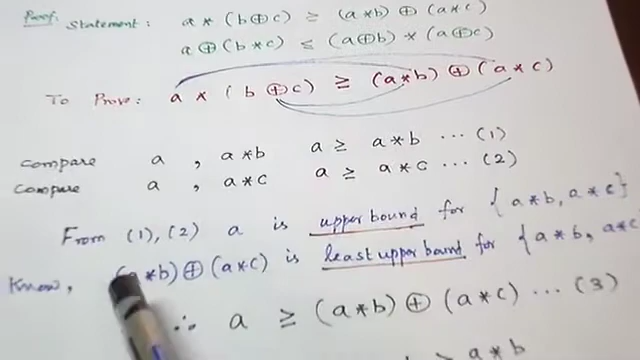 Proof: Statement: a * (b ⊕ c) ≥ (a * b) ⊕ (a * c)
a ⊕ (b * c) ≤ (a ⊕ b) * (a ⊕ c)
To Prove: a * (b ⊕ c) ≥ (a * b) ⊕ (a * c)
compare a , a * b a ≥ a * b ... (1)
compare a , a * c a ≥ a * c ... (2)
From (1), (2) a is upper bound for {a * b, a * c}
Know, (a * b) ⊕ (a * c) is least upper bound for {a * b, a * c
∴ a ≥ (a * b) ⊕ (a * c) ... (3)
≥ a * b